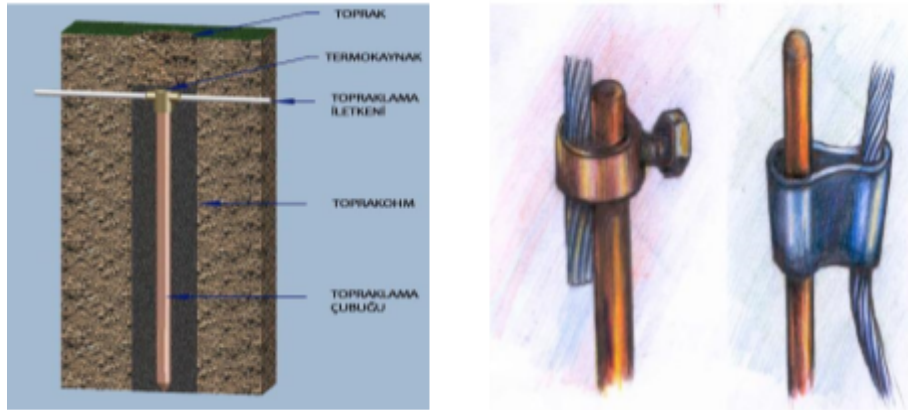 TOPRAK
TERMOKAYNAK
TOPRAKLAMA
İLETKENİ
TOPRAKOHM
TOPRAKLAMA
ÇUBUĞU